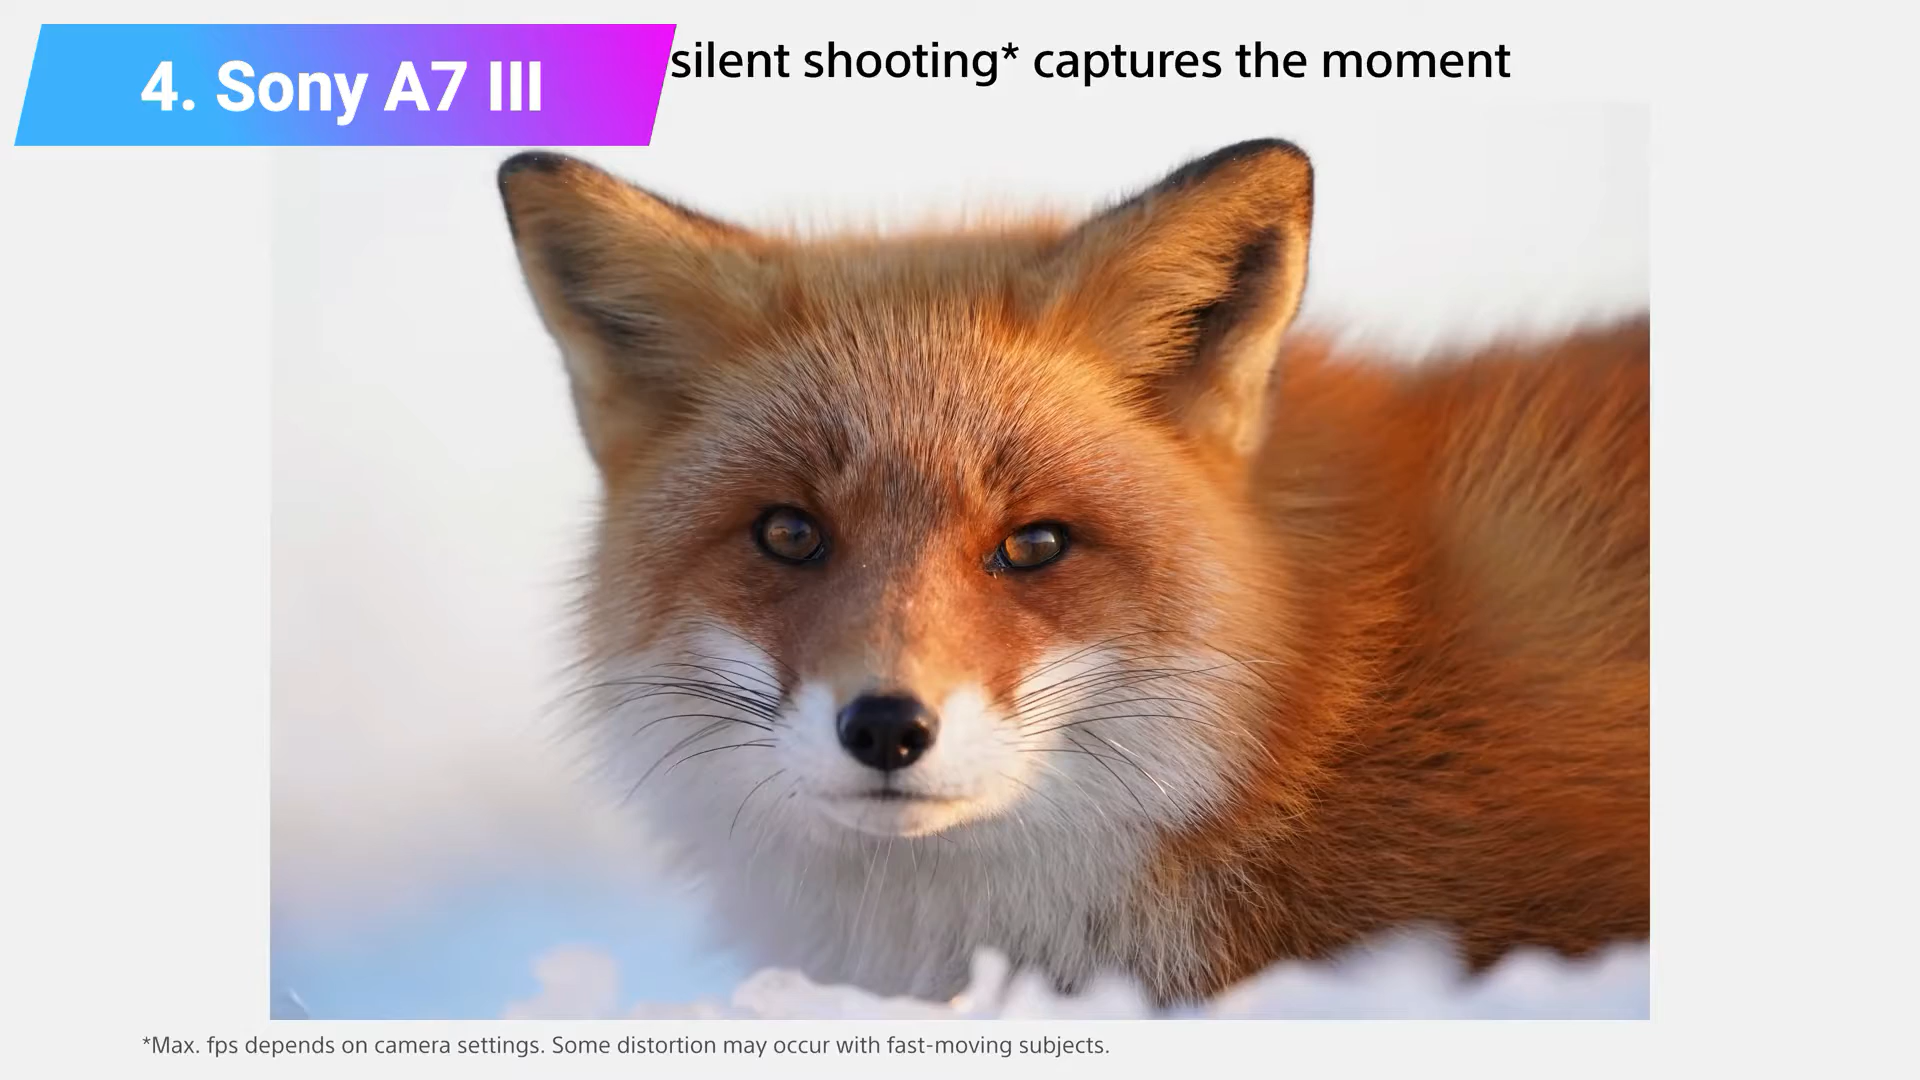 4. Sony A7 III
silent shooting* captures the moment
*Max. fps depends on camera settings. Some distortion may occur with fast-moving subjects.